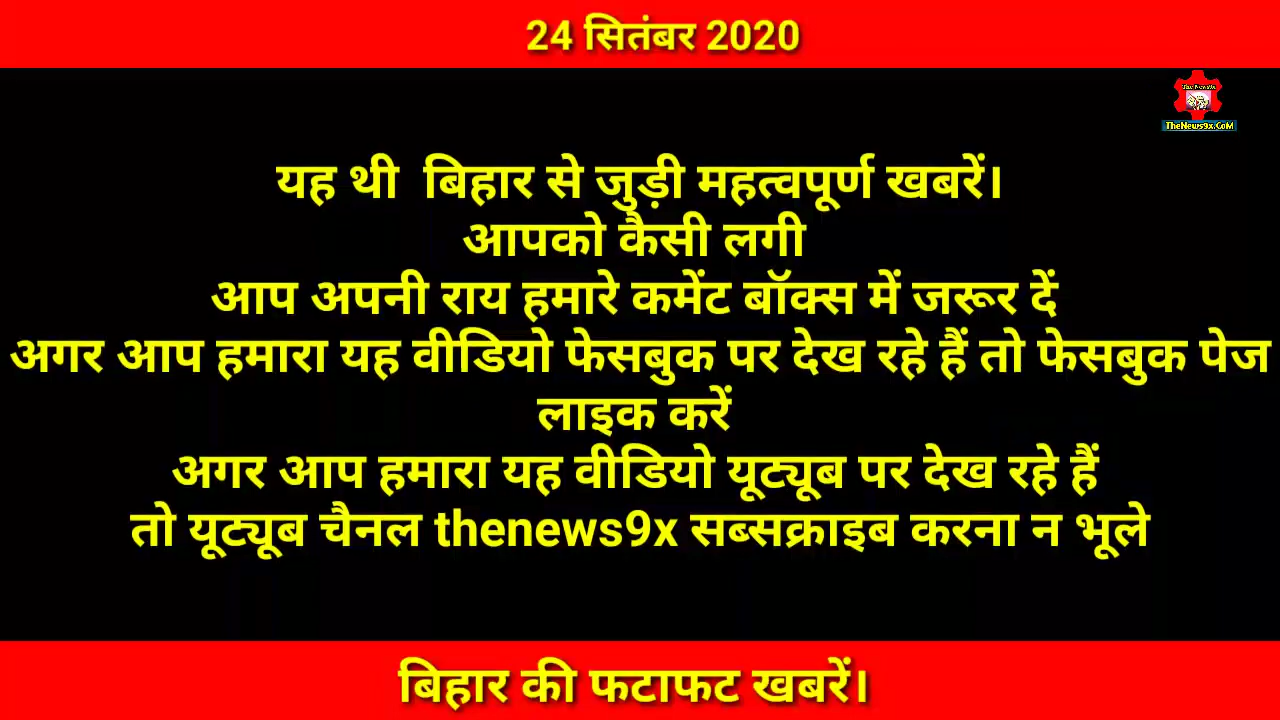 24 सितंबर 2020
The News9x
TheNews9x.CoM
यह थी बिहार से जुड़ी महत्वपूर्ण खबरें।
आपको कैसी लगी
आप अपनी राय हमारे कमेंट बॉक्स में जरूर दें
अगर आप हमारा यह वीडियो फेसबुक पर देख रहे हैं तो फेसबुक पेज
लाइक करें
अगर आप हमारा यह वीडियो यूट्यूब पर देख रहे हैं
तो यूट्यूब चैनल thenews9x सब्सक्राइब करना न भूले
बिहार की फटाफट खबरें।